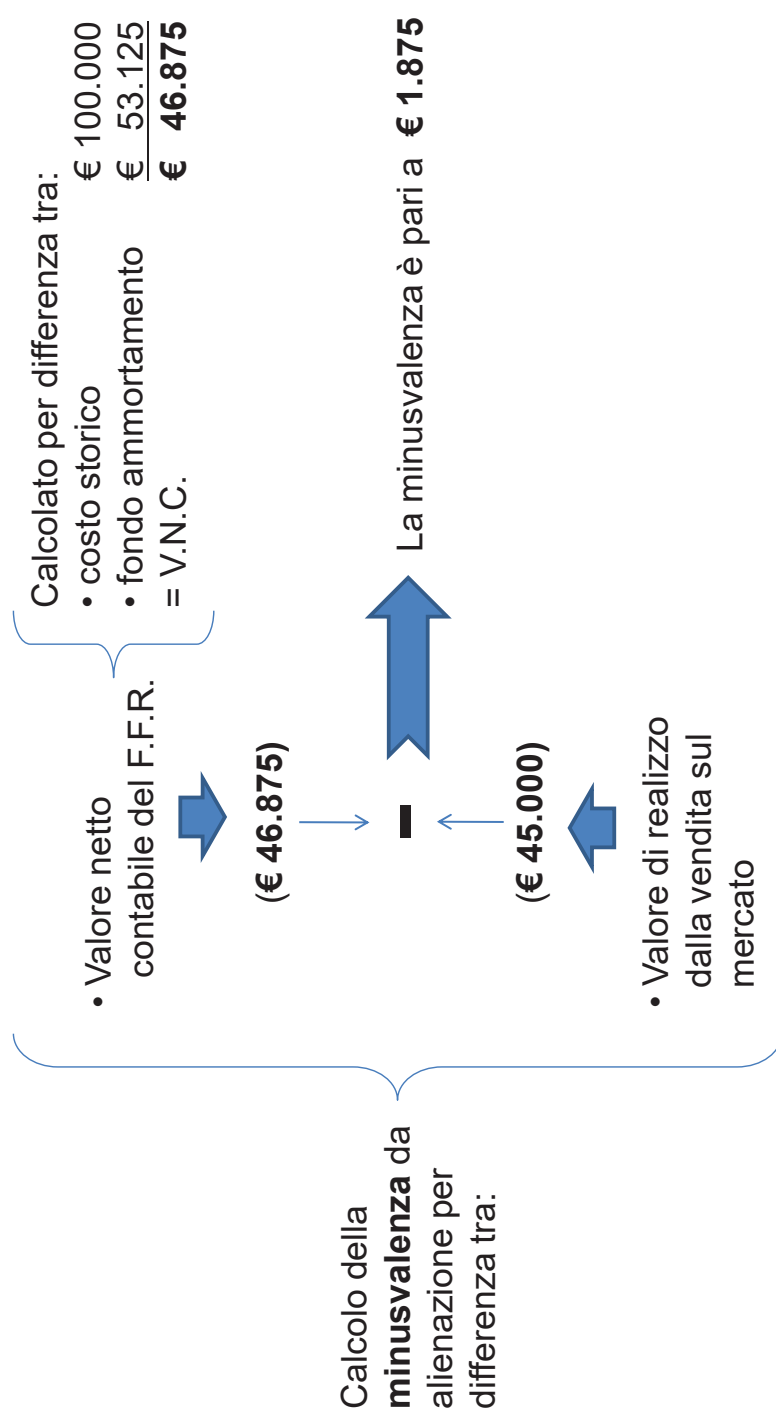 Calcolo della
minusvalenza da
alienazione per
differenza tra:
• Valore netto
contabile del F.F.R.
(€ 46.875)
-
(€ 45.000)
• Valore di realizzo
dalla vendita sul
mercato
Calcolato per differenza tra:
• costo storico € 100.000
• fondo ammortamento € 53.125
= V.N.C. € 46.875
La minusvalenza è pari a € 1.875